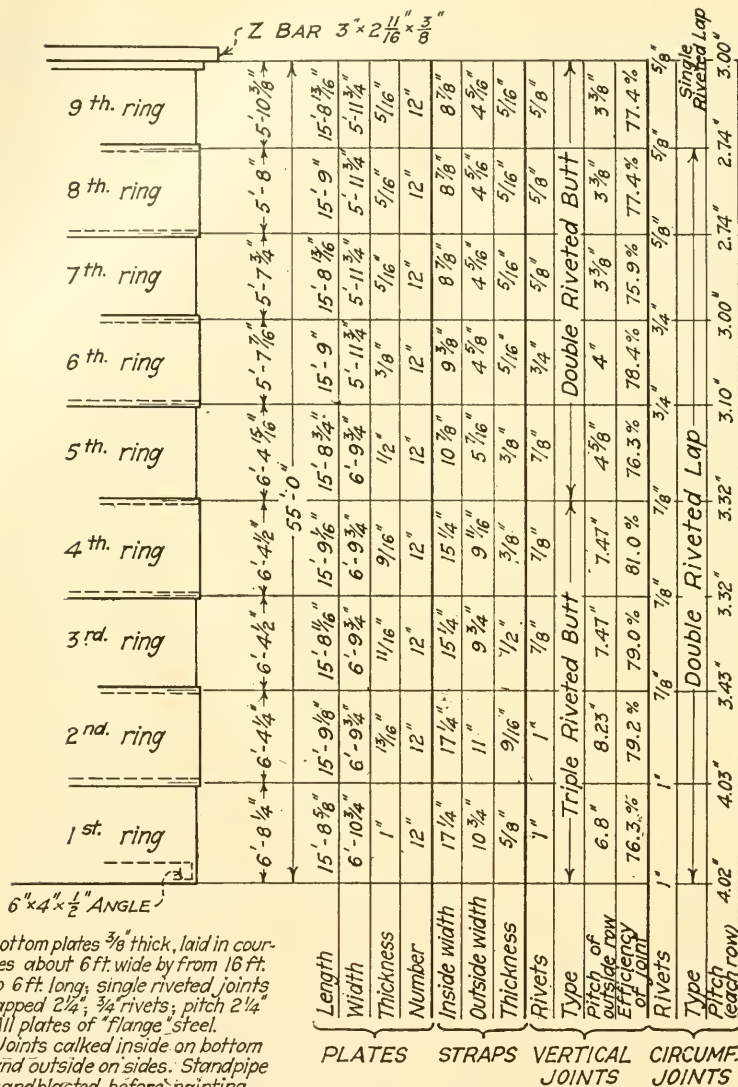 Z BAR 3"×2 11/16×3/8"
9 th. ring 5'-10 3/8" 15'-8 13/16" 5'-11 3/4" 5/16" 12" 8 7/8" 4 5/16" 5/16" 5/8" 3 3/8" 77.4% 5/8" Single Riveted Lap 3.00"
5/8" 2.74"
8 th. ring 5'-8" 15'-9" 5'-11 3/4" 5/16" 12" 8 7/8" 4 5/16" 5/16" 5/8" 3 3/8" 77.4%
5/8" 2.74"
7 th. ring 5'-7 3/4" 15'-8 13/16" 5'-11 3/4" 5/16" 12" 8 7/8" 4 5/16" 5/16" 5/8" 3 3/8" 75.9%
3/4" 3.00"
6 th. ring 5'-7 7/16" 15'-9" 5'-11 3/4" 3/8" 12" 9 3/8" 4 5/8" 5/16" 3/4" 4" 78.4%
Double Riveted Butt
3/4" 3.10"
5 th. ring 6'-4 15/16" 15'-8 3/4" 6'-9 3/4" 1/2" 12" 10 7/8" 5 7/16" 3/8" 7/8" 4 5/8" 76.3%
55'-0"
7/8" 3.32"
4 th. ring 6'-4 1/2" 15'-9 1/16" 6'-9 3/4" 9/16" 12" 15 1/4" 9 11/16" 3/8" 7/8" 7.47" 81.0%
7/8" 3.32"
Double Riveted Lap
3 rd. ring 6'-4 1/2" 15'-8 1/16" 6'-9 3/4" 11/16" 12" 15 1/4" 9 3/4" 1/2" 7/8" 7.47" 79.0%
7/8" 3.43"
2 nd. ring 6'-4 1/4" 15'-9 1/8" 6'-9 3/4" 13/16" 12" 17 1/4" 11" 9/16" 1" 8.23" 79.2%
Triple Riveted Butt
1" 4.03"
1 st. ring 6'-8 1/4" 15'-8 5/8" 6'-10 3/4" 1" 12" 17 1/4" 10 3/4" 5/8" 1" 6.8" 76.3%
1" 4.02"
6"×4"×1/2" ANGLE
ottom plates 3/8" thick, laid in cour-
es about 6 ft. wide by from 16 ft.
o 6 ft. long; single riveted joints
apped 2 1/4"; 3/4" rivets; pitch 2 1/4"
ll plates of "flange" steel.
Joints calked inside on bottom
nd outside on sides. Standpipe
andblasted before painting
Length
Width
Thickness
Number
Inside width
Outside width
Thickness
Rivets
Type
Pitch of outside row
Efficiency of joint
Rivets
Type
Pitch (each row)
PLATES STRAPS VERTICAL JOINTS CIRCUMF. JOINTS